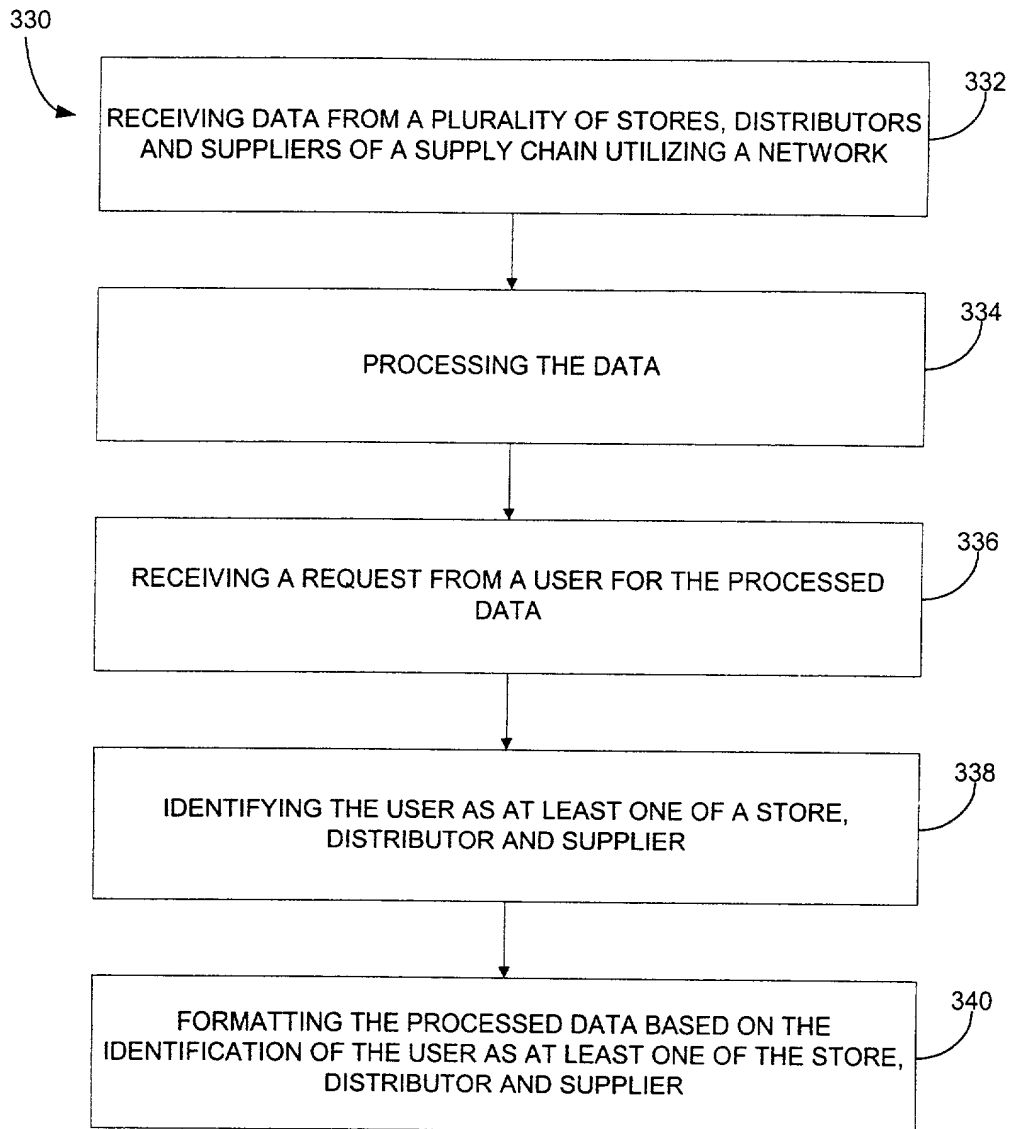 330
332
RECEIVING DATA FROM A PLURALITY OF STORES, DISTRIBUTORS
AND SUPPLIERS OF A SUPPLY CHAIN UTILIZING A NETWORK
334
PROCESSING THE DATA
336
RECEIVING A REQUEST FROM A USER FOR THE PROCESSED
DATA
338
IDENTIFYING THE USER AS AT LEAST ONE OF A STORE,
DISTRIBUTOR AND SUPPLIER
340
FORMATTING THE PROCESSED DATA BASED ON THE
IDENTIFICATION OF THE USER AS AT LEAST ONE OF THE STORE,
DISTRIBUTOR AND SUPPLIER